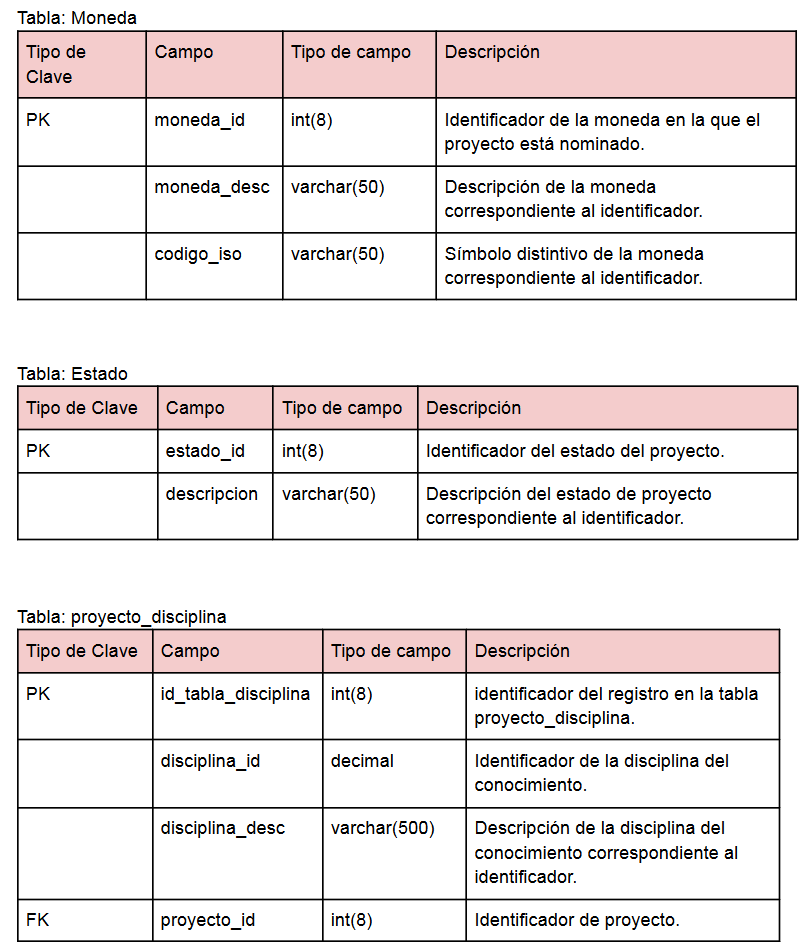 Tabla: Moneda
Tipo de Clave Campo Tipo de campo Descripción
PK moneda_id int(8) Identificador de la moneda en la que el proyecto está nominado.
moneda_desc varchar(50) Descripción de la moneda correspondiente al identificador.
codigo_iso varchar(50) Símbolo distintivo de la moneda correspondiente al identificador.
Tabla: Estado
Tipo de Clave Campo Tipo de campo Descripción
PK estado_id int(8) Identificador del estado del proyecto.
descripcion varchar(50) Descripción del estado de proyecto correspondiente al identificador.
Tabla: proyecto_disciplina
Tipo de Clave Campo Tipo de campo Descripción
PK id_tabla_disciplina int(8) identificador del registro en la tabla proyecto_disciplina.
disciplina_id decimal Identificador de la disciplina del conocimiento.
disciplina_desc varchar(500) Descripción de la disciplina del conocimiento correspondiente al identificador.
FK proyecto_id int(8) Identificador de proyecto.